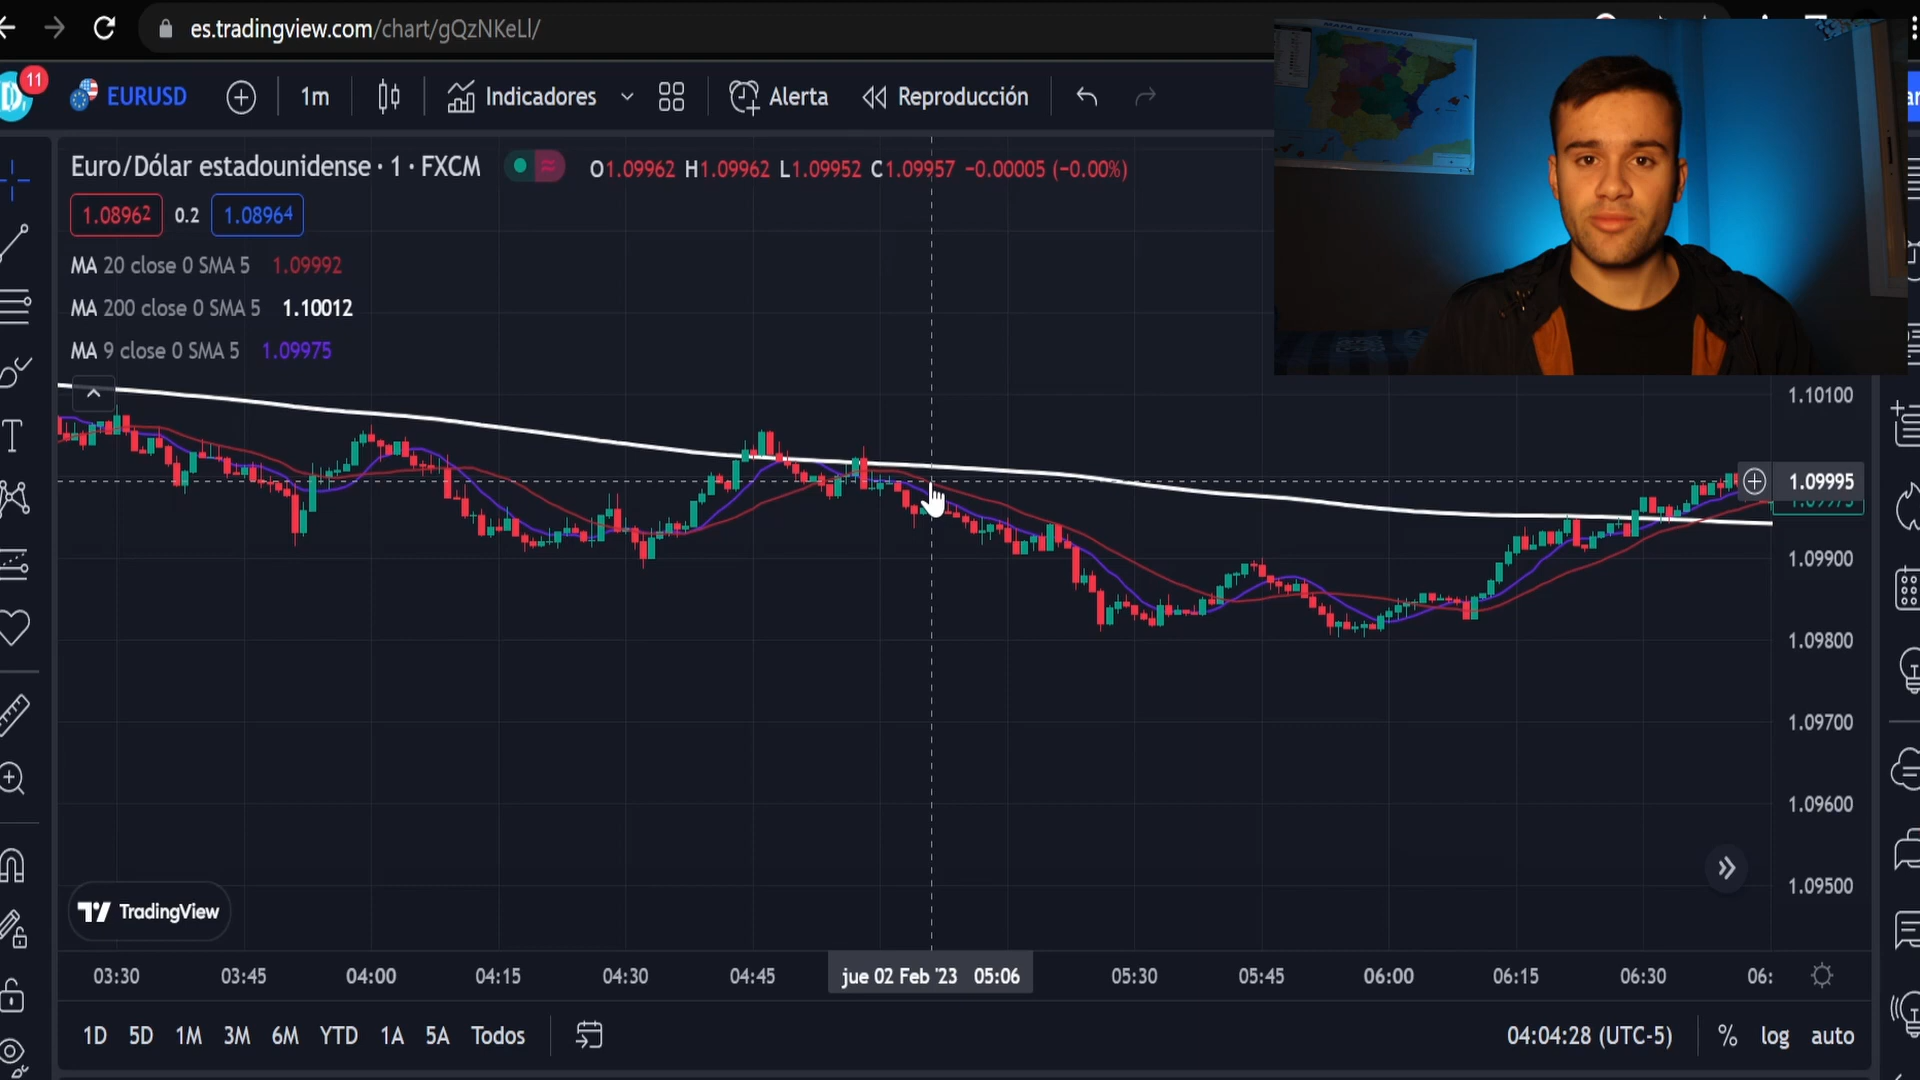 es.tradingview.com/chart/gQzNKeLl/
MAPA DE ESPAÑA
11
EURUSD
1m
Indicadores
Alerta
Reproducción
Euro/Dólar estadounidense · 1 · FXCM
O1.09962 H1.09962 L1.09952 C1.09957 −0.00005 (−0.00%)
1.08962
0.2
1.08964
MA 20 close 0 SMA 5 1.09992
MA 200 close 0 SMA 5 1.10012
MA 9 close 0 SMA 5 1.09975
1.10100
1.09995
1.09900
1.09800
1.09700
1.09600
1.09500
TradingView
03:30
03:45
04:00
04:15
04:30
04:45
jue 02 Feb '23 05:06
05:30
05:45
06:00
06:15
06:30
06:
1D
5D
1M
3M
6M
YTD
1A
5A
Todos
04:04:28 (UTC-5)
%
log
auto